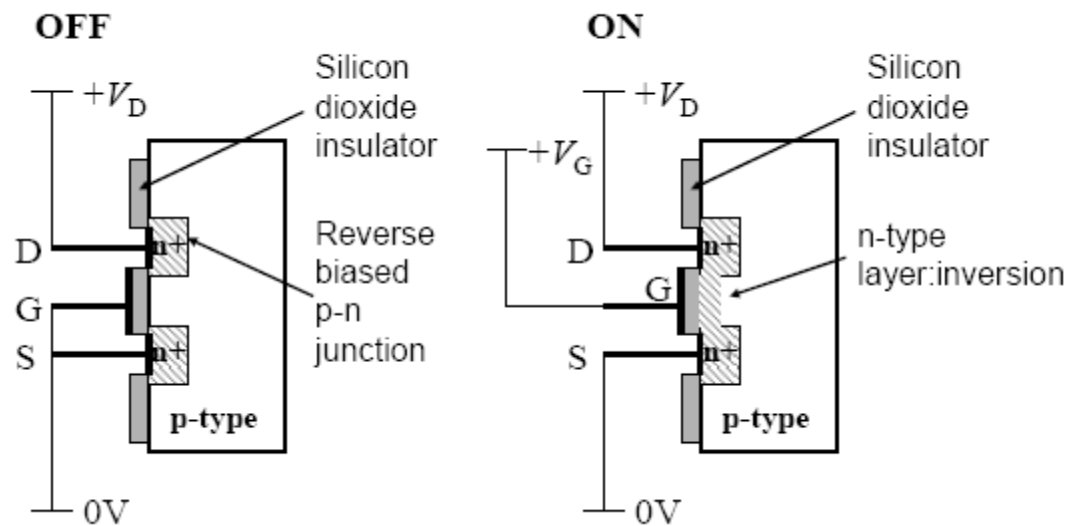 OFF
+VD
Silicon
dioxide
insulator
D
n+
Reverse
biased
p-n
junction
G
S
n+
p-type
0V
ON
+VD
Silicon
dioxide
insulator
+VG
D
n+
n-type
layer:inversion
G
S
n+
p-type
0V